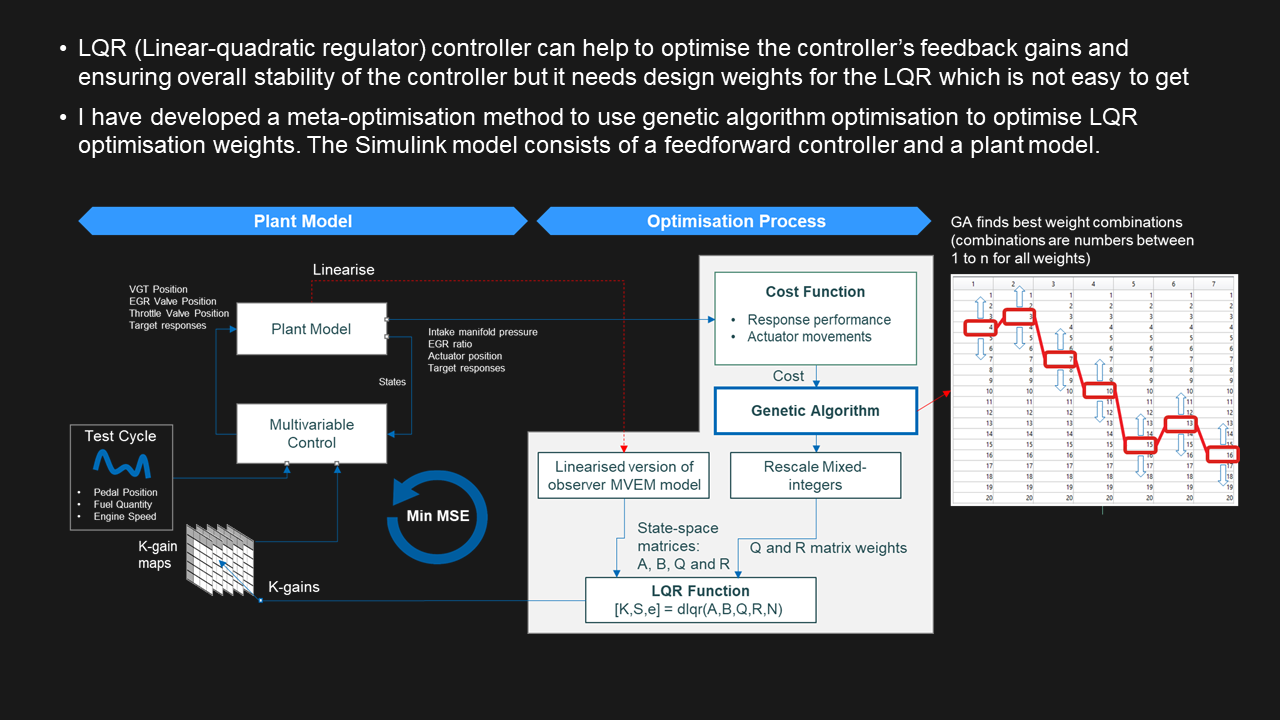 • LQR (Linear-quadratic regulator) controller can help to optimise the controller’s feedback gains and
ensuring overall stability of the controller but it needs design weights for the LQR which is not easy to get
• I have developed a meta-optimisation method to use genetic algorithm optimisation to optimise LQR
optimisation weights. The Simulink model consists of a feedforward controller and a plant model.
Plant Model
Optimisation Process
Linearise
VGT Position
EGR Valve Position
Throttle Valve Position
Target responses
Plant Model
Intake manifold pressure
EGR ratio
Actuator position
Target responses
States
Multivariable
Control
Test Cycle
• Pedal Position
• Fuel Quantity
• Engine Speed
Min MSE
K-gain
maps
K-gains
Cost Function
• Response performance
• Actuator movements
Cost
Genetic Algorithm
Linearised version of
observer MVEM model
Rescale Mixed-
integers
State-space
matrices:
A, B, Q and R
Q and R matrix weights
LQR Function
[K,S,e] = dlqr(A,B,Q,R,N)
GA finds best weight combinations
(combinations are numbers between
1 to n for all weights)
1 2 3 4 5 6 7
1 1 1 1 1 1 1
2 2 2 2 2 2 2
3 3 3 3 3 3 3
4 4 4 4 4 4 4
5 5 5 5 5 5 5
6 6 6 6 6 6 6
7 7 7 7 7 7 7
8 8 8 8 8 8 8
9 9 9 9 9 9 9
10 10 10 10 10 10 10
11 11 11 11 11 11 11
12 12 12 12 12 12 12
13 13 13 13 13 13 13
14 14 14 14 14 14 14
15 15 15 15 15 15 15
16 16 16 16 16 16 16
17 17 17 17 17 17 17
18 18 18 18 18 18 18
19 19 19 19 19 19 19
20 20 20 20 20 20 20